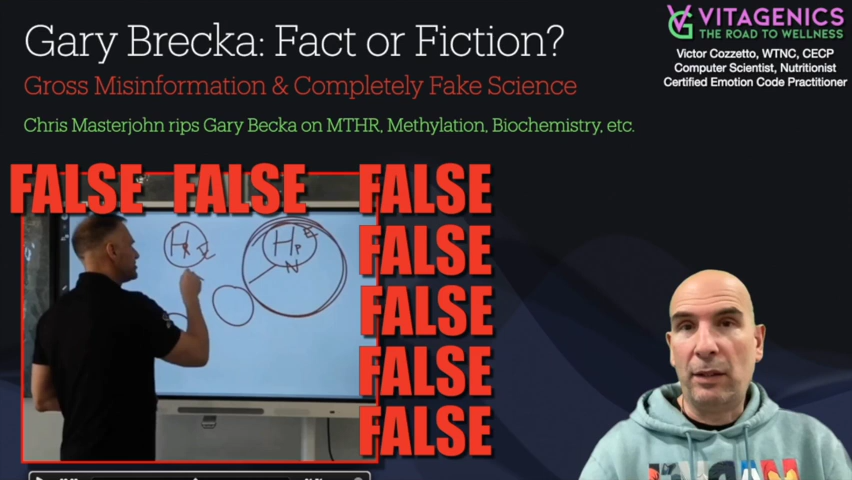 Gary Brecka: Fact or Fiction?
VITAGENICS
THE ROAD TO WELLNESS
Victor Cozzetto, WTNC, CECP
Computer Scientist, Nutritionist
Certified Emotion Code Practitioner
Gross Misinformation & Completely Fake Science
Chris Masterjohn rips Gary Becka on MTHR, Methylation, Biochemistry, etc.
FALSE FALSE FALSE
FALSE
FALSE
FALSE
FALSE